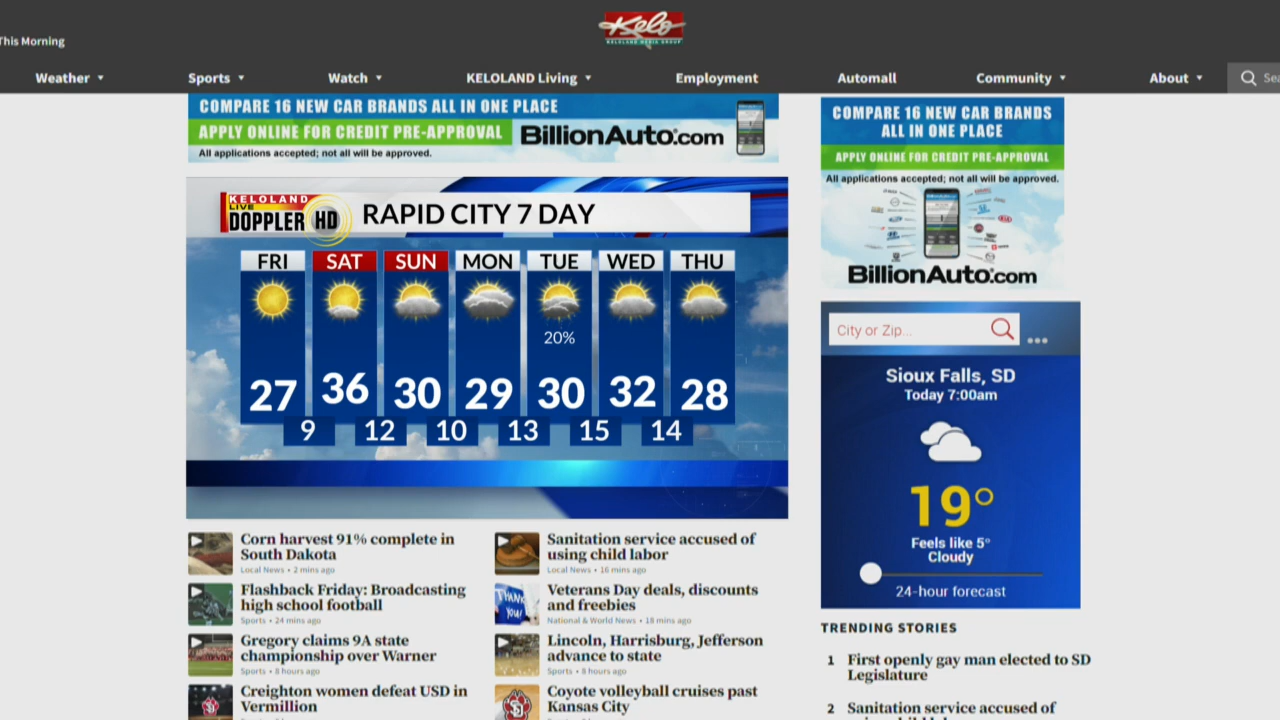 This Morning
Kelo
KELOLAND MEDIA GROUP
Weather
Sports
Watch
KELOLAND Living
Employment
Automall
Community
About
Sea
COMPARE 16 NEW CAR BRANDS ALL IN ONE PLACE
APPLY ONLINE FOR CREDIT PRE-APPROVAL
BillionAuto.com
All applications accepted; not all will be approved.
COMPARE 16 NEW CAR BRANDS
ALL IN ONE PLACE
APPLY ONLINE FOR CREDIT PRE-APPROVAL
All applications accepted; not all will be approved.
BillionAuto.com
KELOLAND
LIVE
DOPPLER HD
RAPID CITY 7 DAY
FRI SAT SUN MON TUE WED THU
20%
27 36 30 29 30 32 28
9 12 10 13 15 14
City or Zip...
Sioux Falls, SD
Today 7:00am
19°
Feels like 5°
Cloudy
24-hour forecast
Corn harvest 91% complete in
South Dakota
Local News • 2 mins ago
Sanitation service accused of
using child labor
Local News • 16 mins ago
Flashback Friday: Broadcasting
high school football
Sports • 24 mins ago
THANK
YOU!
Veterans Day deals, discounts
and freebies
National & World News • 18 mins ago
Gregory claims 9A state
championship over Warner
Sports • 8 hours ago
Lincoln, Harrisburg, Jefferson
advance to state
Sports • 8 hours ago
Creighton women defeat USD in
Vermillion
Coyote volleyball cruises past
Kansas City
TRENDING STORIES
1 First openly gay man elected to SD
Legislature
2 Sanitation service accused of